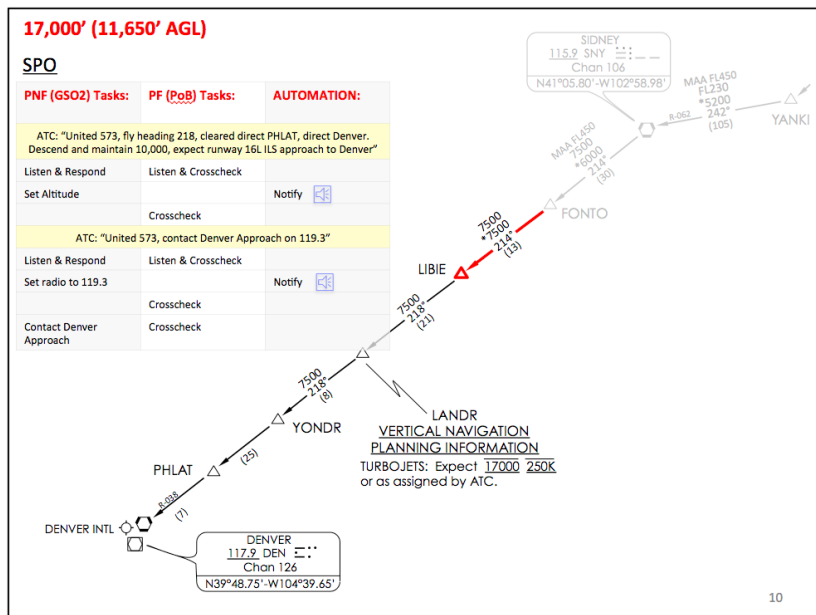 17,000’ (11,650’ AGL)
SPO
PNF (GSO2) Tasks:
PF (PoB) Tasks:
AUTOMATION:
ATC: “United 573, fly heading 218, cleared direct PHLAT, direct Denver.
Descend and maintain 10,000, expect runway 16L ILS approach to Denver”
Listen & Respond
Listen & Crosscheck
Set Altitude
Notify
Crosscheck
ATC: “United 573, contact Denver Approach on 119.3”
Listen & Respond
Listen & Crosscheck
Set radio to 119.3
Notify
Crosscheck
Contact Denver
Approach
Crosscheck
SIDNEY
115.9 SNY
Chan 106
N41°05.80’-W102°58.98’
MAA FL450
FL230
*5200
242°
(105)
R-062
YANKI
MAA FL450
7500
*6000
214°
(30)
FONTO
7500
*7500
214°
(13)
LIBIE
7500
218°
(21)
LANDR
VERTICAL NAVIGATION
PLANNING INFORMATION
TURBOJETS: Expect 17000 250K
or as assigned by ATC.
7500
218°
(8)
YONDR
(25)
PHLAT
R-038
(7)
DENVER INTL
DENVER
117.9 DEN
Chan 126
N39°48.75’-W104°39.65’
10